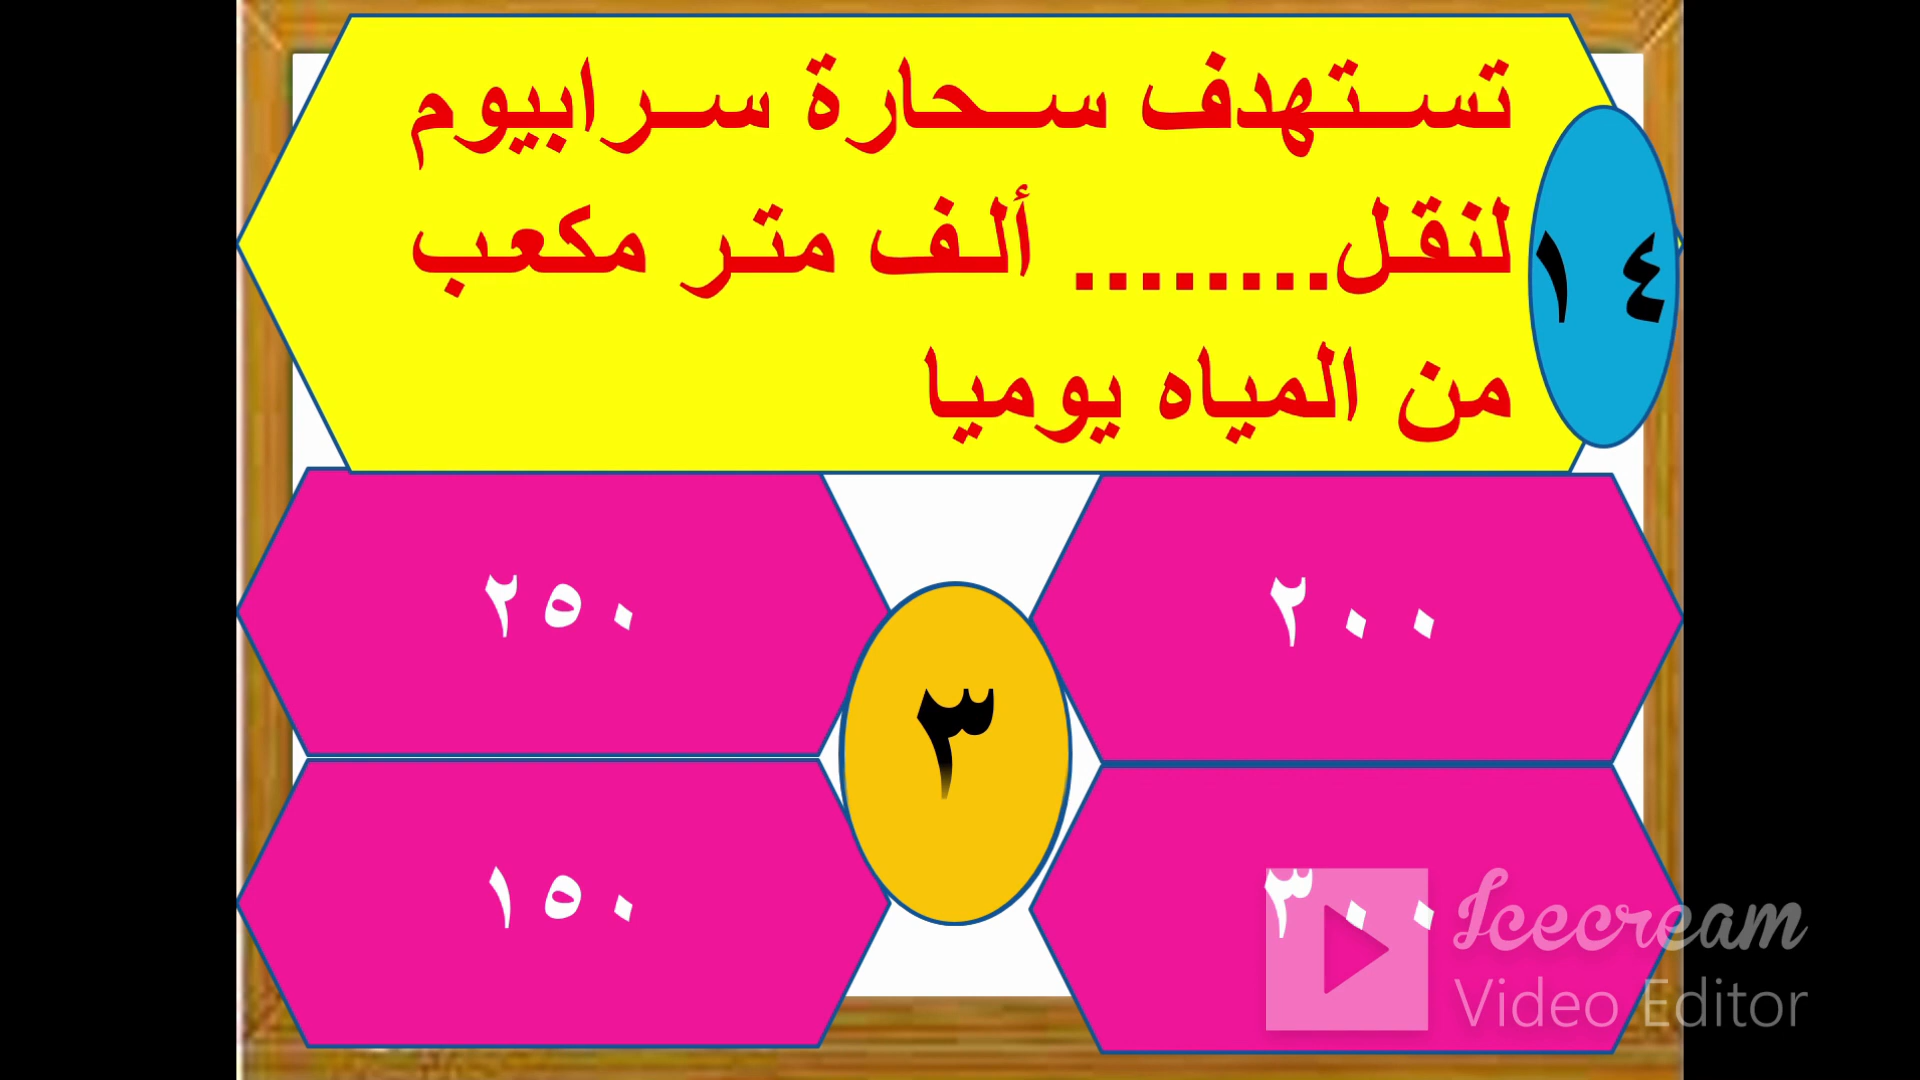 تستهدف سحارة سرابيوم
لنقل........ ألف متر مكعب
من المياه يوميا
١٤
٢٠٠
٢٥٠
٣
٣٠٠
١٥٠
Icecream
Video Editor